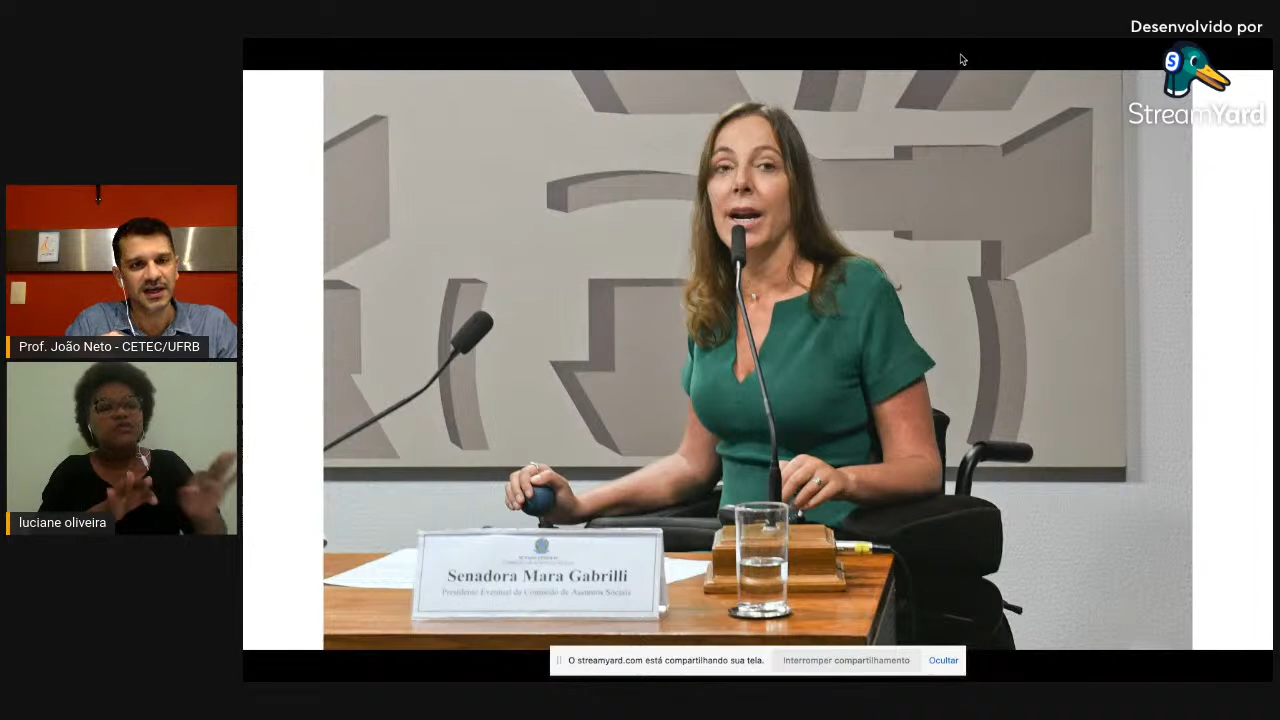 Desenvolvido por
StreamYard
Prof. João Neto - CETEC/UFRB
luciane oliveira
Senadora Mara Gabrilli
Presidente Eventual da Comissão de Assuntos Sociais
O streamyard.com está compartilhando sua tela.
Interromper compartilhamento
Ocultar